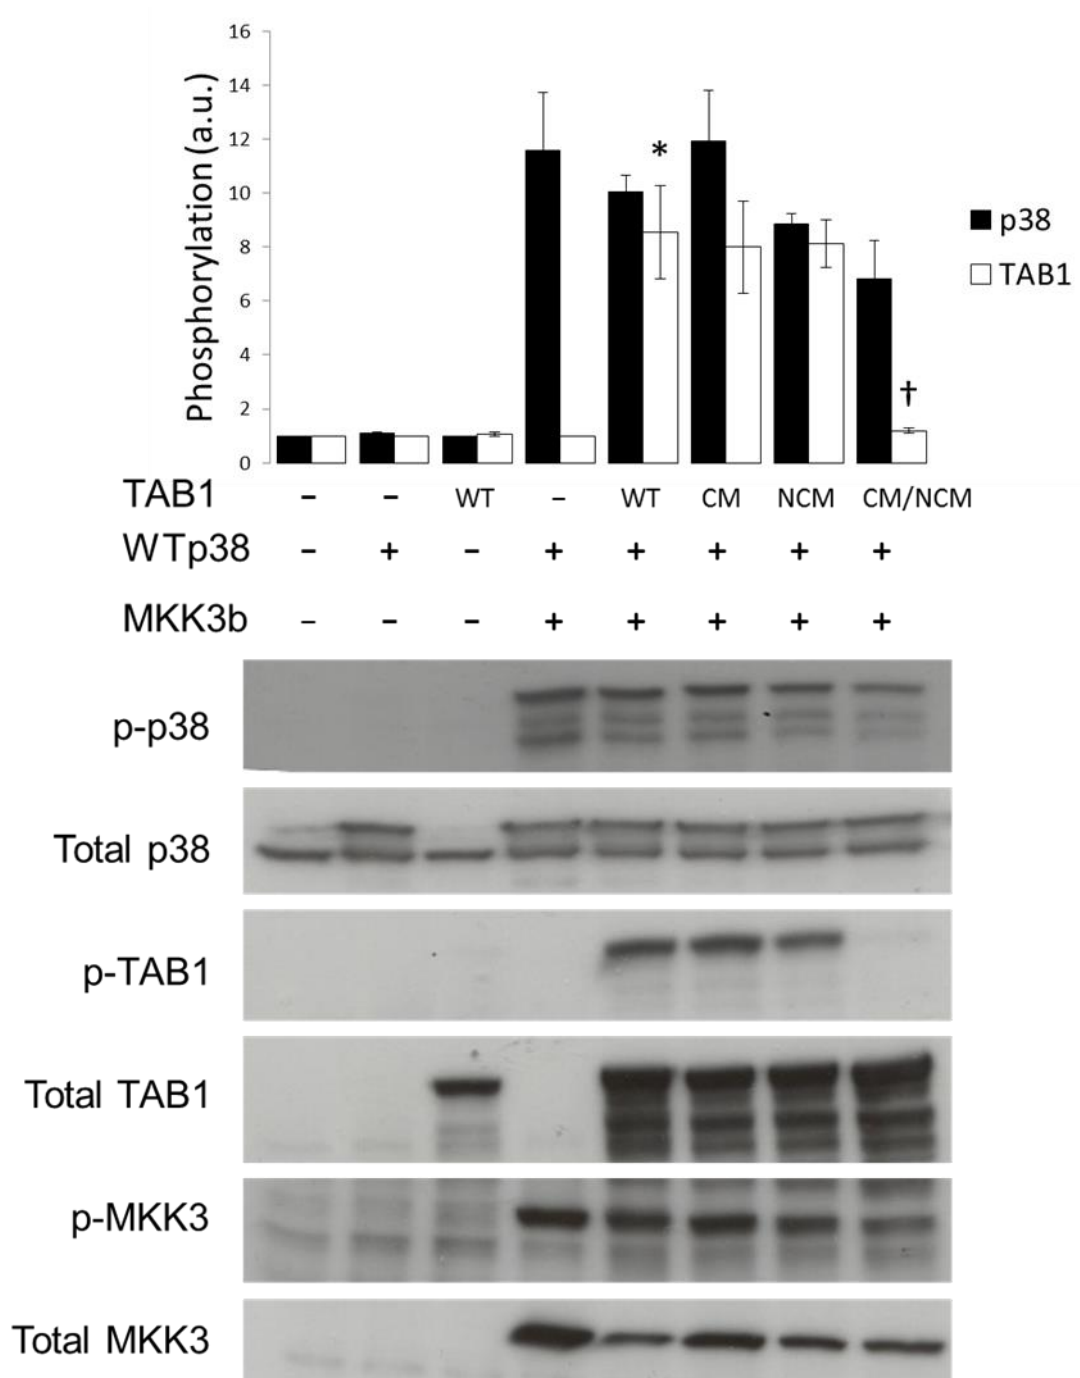 16
14
12
10
8
6
4
2
0
Phosphorylation (a.u.)
*
†
p38
TAB1
TAB1 – – WT – WT CM NCM CM/NCM
WTp38 – + – + + + + +
MKK3b – – – + + + + +
p-p38
Total p38
p-TAB1
Total TAB1
p-MKK3
Total MKK3